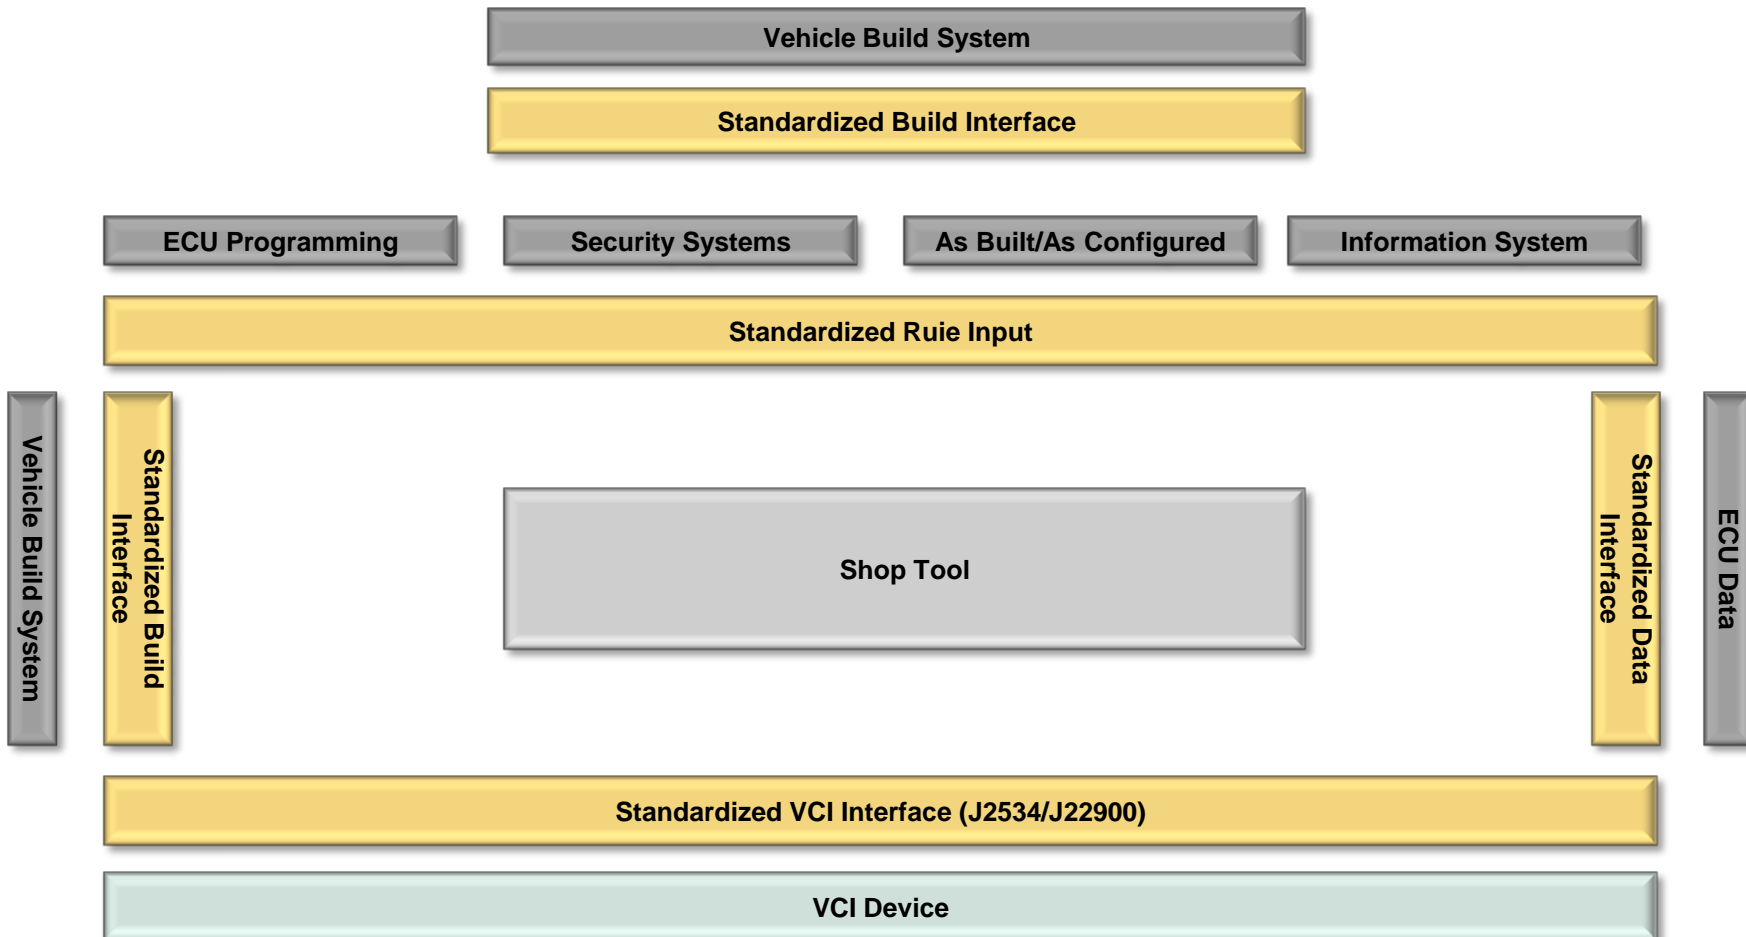 Vehicle Build System
Standardized Build Interface
ECU Programming
Security Systems
As Built/As Configured
Information System
Standardized Ruie Input
Vehicle Build System
Standardized Build
Interface
Shop Tool
Standardized Data
Interface
ECU Data
Standardized VCI Interface (J2534/J22900)
VCI Device